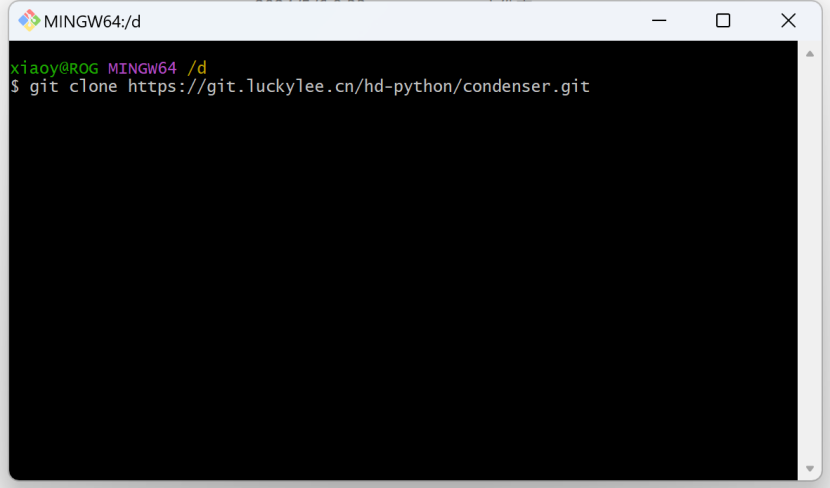 MINGW64:/d
xiaoy@ROG MINGW64 /d
$ git clone https://git.luckylee.cn/hd-python/condenser.git